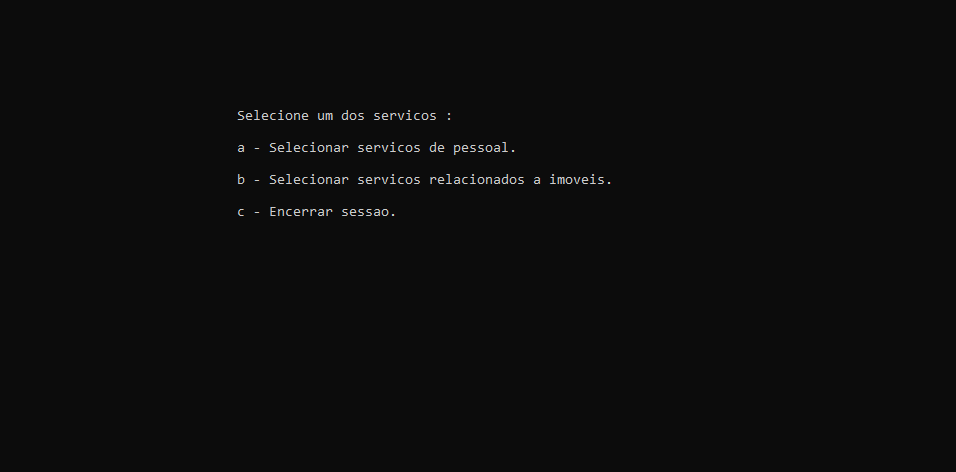 Selecione um dos servicos :
a - Selecionar servicos de pessoal.
b - Selecionar servicos relacionados a imoveis.
c - Encerrar sessao.